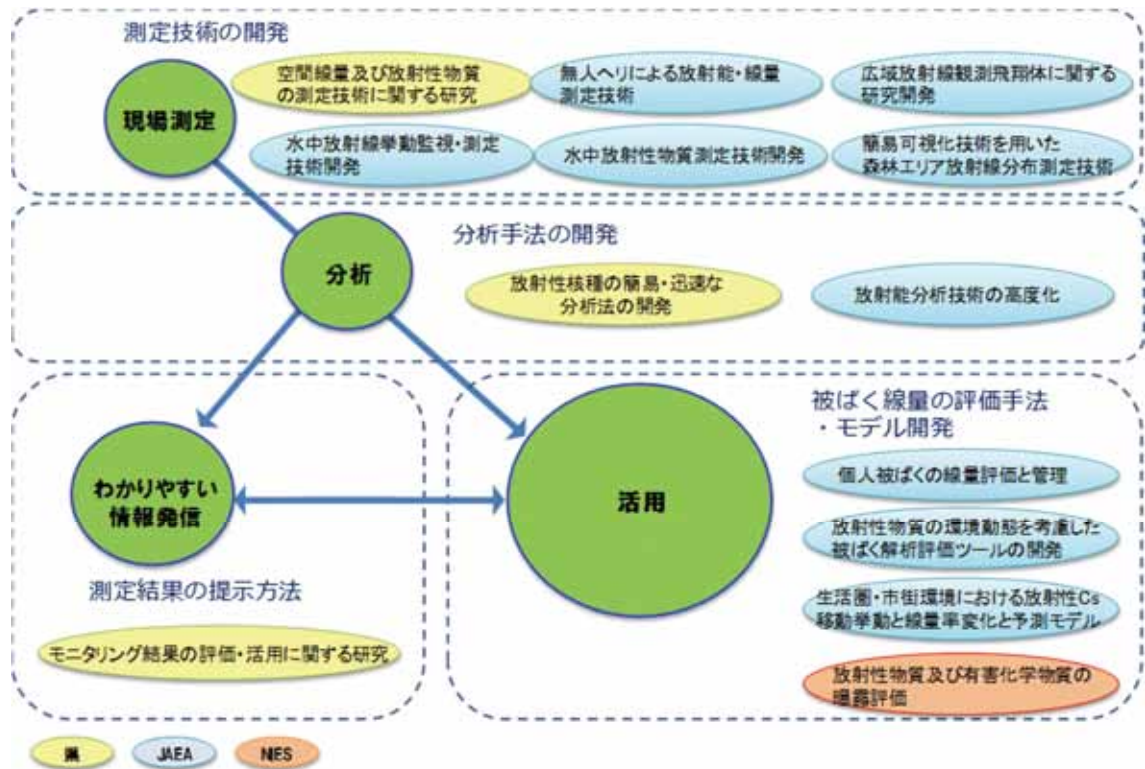 測定技術の開発
現場測定
空間線量及び放射性物質
の測定技術に関する研究
無人ヘリによる放射能・線量
測定技術
広域放射線観測飛翔体に関する
研究開発
水中放射線挙動監視・測定
技術開発
水中放射性物質測定技術開発
簡易可視化技術を用いた
森林エリア放射線分布測定技術
分析手法の開発
分析
放射性核種の簡易・迅速な
分析法の開発
放射能分析技術の高度化
わかりやすい
情報発信
測定結果の提示方法
モニタリング結果の評価・活用に関する研究
活用
被ばく線量の評価手法
・モデル開発
個人被ばくの線量評価と管理
放射性物質の環境動態を考慮した
被ばく解析評価ツールの開発
生活圏・市街環境における放射性Cs
移動挙動と線量率変化と予測モデル
放射性物質及び有害化学物質の
曝露評価
県
JAEA
NIES